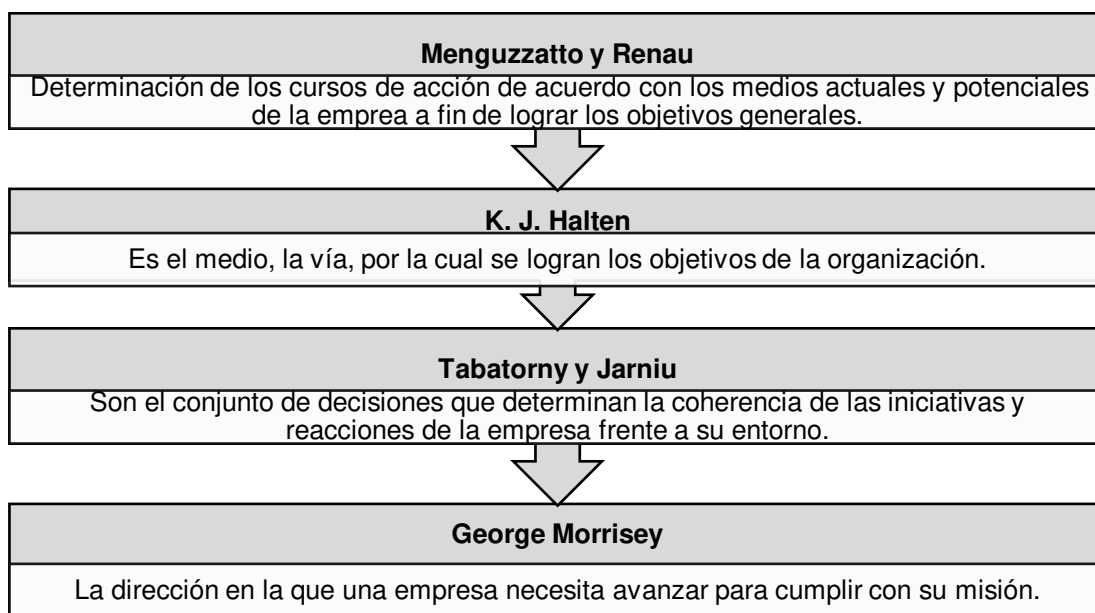 Menguzzatto y Renau
Determinación de los cursos de acción de acuerdo con los medios actuales y potenciales
de la emprea a fin de lograr los objetivos generales.
K. J. Halten
Es el medio, la vía, por la cual se logran los objetivos de la organización.
Tabatorny y Jarniu
Son el conjunto de decisiones que determinan la coherencia de las iniciativas y
reacciones de la empresa frente a su entorno.
George Morrisey
La dirección en la que una empresa necesita avanzar para cumplir con su misión.